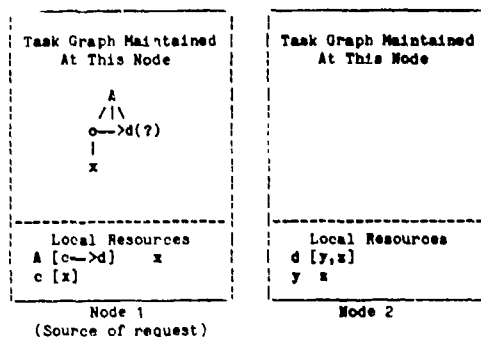 Task Graph Maintained
At This Node
A
/|\
c—>d(?)
|
x
Local Resources
A [c—>d] x
c [x]
Node 1
(Source of request)
Task Graph Maintained
At This Node
Local Resources
d [y,z]
y z
Node 2